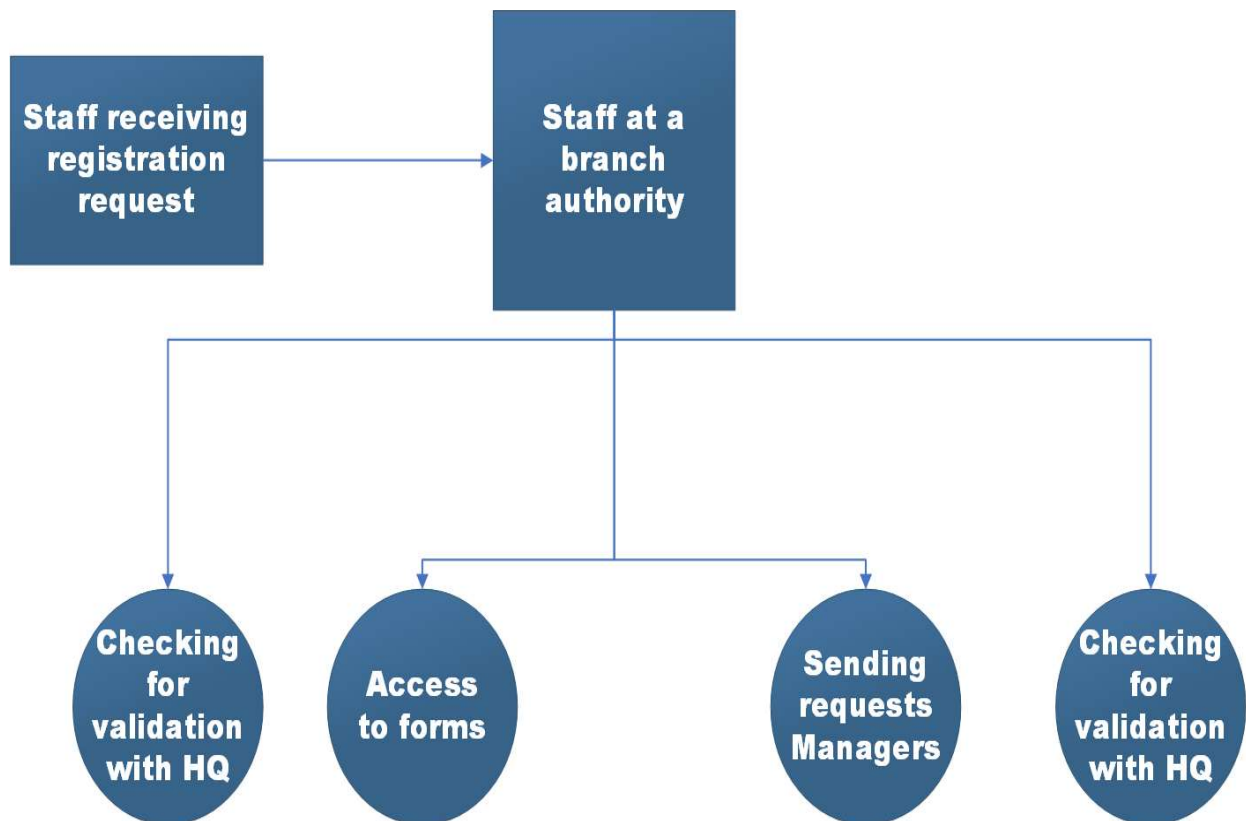 Staff receiving
registration
request
Staff at a
branch
authority
Checking
for
validation
with HQ
Access
to forms
Sending
requests
Managers
Checking
for
validation
with HQ